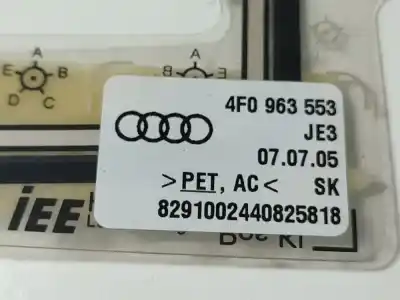 A
E B
D C
B E
4F0 963 553
JE3
07.07.05
>PET, AC< SK
8291002440825818
iEE